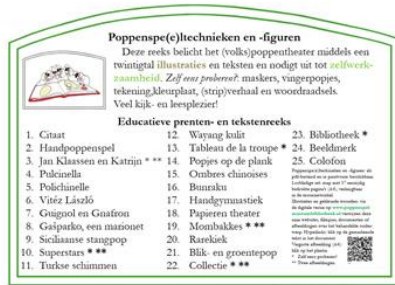 Poppenspe(e)ltechnieken en -figuren
Deze reeks belicht het (volks)poppentheater middels een
twintigtal illustraties en teksten en nodigt uit tot zelfwerk-
zaamheid. Zelf eens proberen?: maskers, vingerpopjes,
tekening,kleurplaat, (strip)verhaal en woordraadsels.
Veel kijk- en leesplezier!
Educatieve prenten- en tekstenreeks
1. Citaat
2. Handpoppenspel
3. Jan Klaassen en Katrijn * **
4. Pulcinella
5. Polichinelle
6. Vitéz László
7. Guignol en Gnafron
8. Gašparko, een marionet
9. Siciliaanse stangpop
10. Superstars * **
11. Turkse schimmen
12. Wayang kulit
13. Tableau de la troupe *
14. Popjes op de plank
15. Ombres chinoises
16. Bunraku
17. Handgymnastiek
18. Papieren theater
19. Mombakkes * **
20. Rarekiek
21. Blik- en groentepop
22. Collectie * **
23. Bibliotheek *
24. Beeldmerk
25. Colofon
* Zelf mee proberen!
** Twee afbeeldingen.